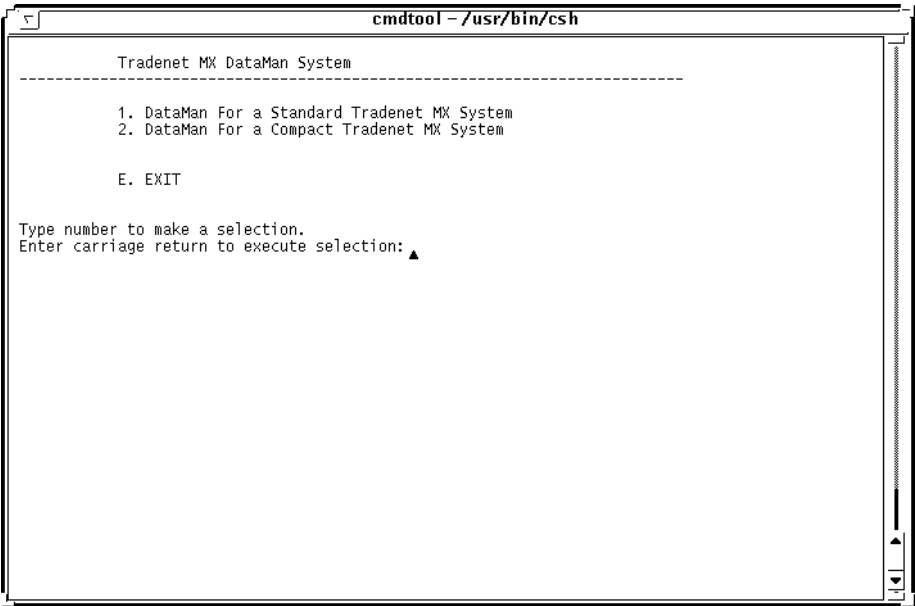 cmdtool – /usr/bin/csh
Tradenet MX DataMan System
--------------------------------------------------------------------------
1. DataMan For a Standard Tradenet MX System
2. DataMan For a Compact Tradenet MX System
E. EXIT
Type number to make a selection.
Enter carriage return to execute selection: